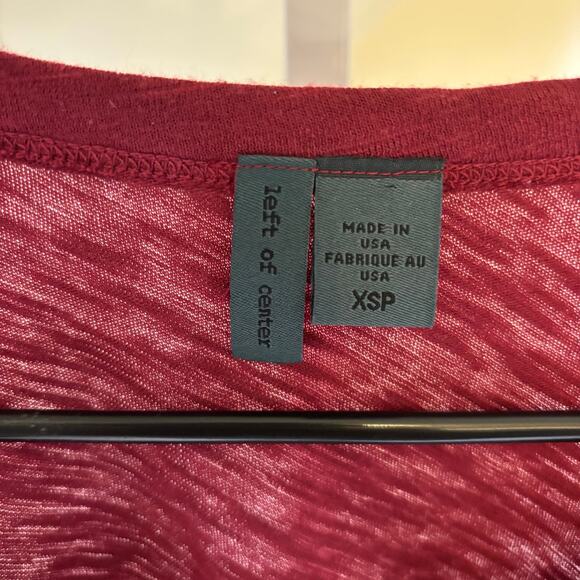 left of center
MADE IN
USA
FABRIQUE AU
USA
XSP